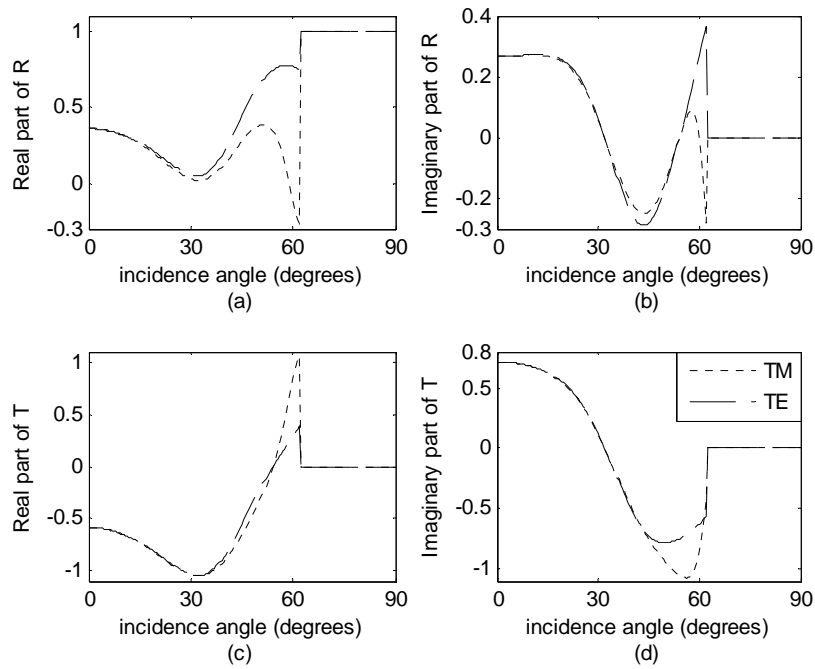 Real part of R
1
0.5
0
-0.3
0
30
60
90
incidence angle (degrees)
(a)
Imaginary part of R
0.4
0.2
0
-0.2
-0.3
0
30
60
90
incidence angle (degrees)
(b)
Real part of T
1
0.5
0
-0.5
-1
0
30
60
90
incidence angle (degrees)
(c)
Imaginary part of T
0.8
0.5
0
-0.5
-1
0
30
60
90
incidence angle (degrees)
(d)
TM
TE